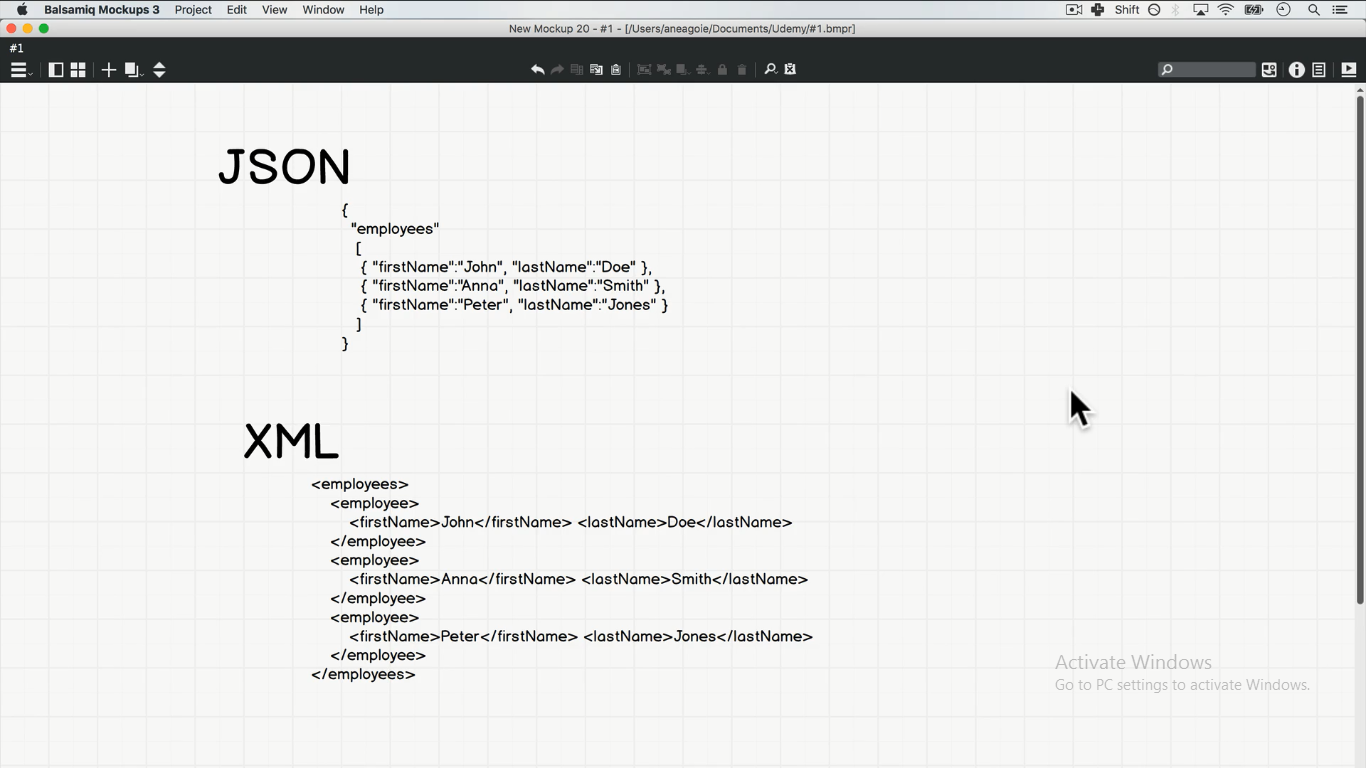 Balsamiq Mockups 3 Project Edit View Window Help Shift
New Mockup 20 - #1 - [/Users/aneagoie/Documents/Udemy/#1.bmpr]
#1
JSON
{
"employees"
[
{ "firstName":"John", "lastName":"Doe" },
{ "firstName":"Anna", "lastName":"Smith" },
{ "firstName":"Peter", "lastName":"Jones" }
]
}
XML
<employees>
<employee>
<firstName>John</firstName> <lastName>Doe</lastName>
</employee>
<employee>
<firstName>Anna</firstName> <lastName>Smith</lastName>
</employee>
<employee>
<firstName>Peter</firstName> <lastName>Jones</lastName>
</employee>
</employees>
Activate Windows
Go to PC settings to activate Windows.